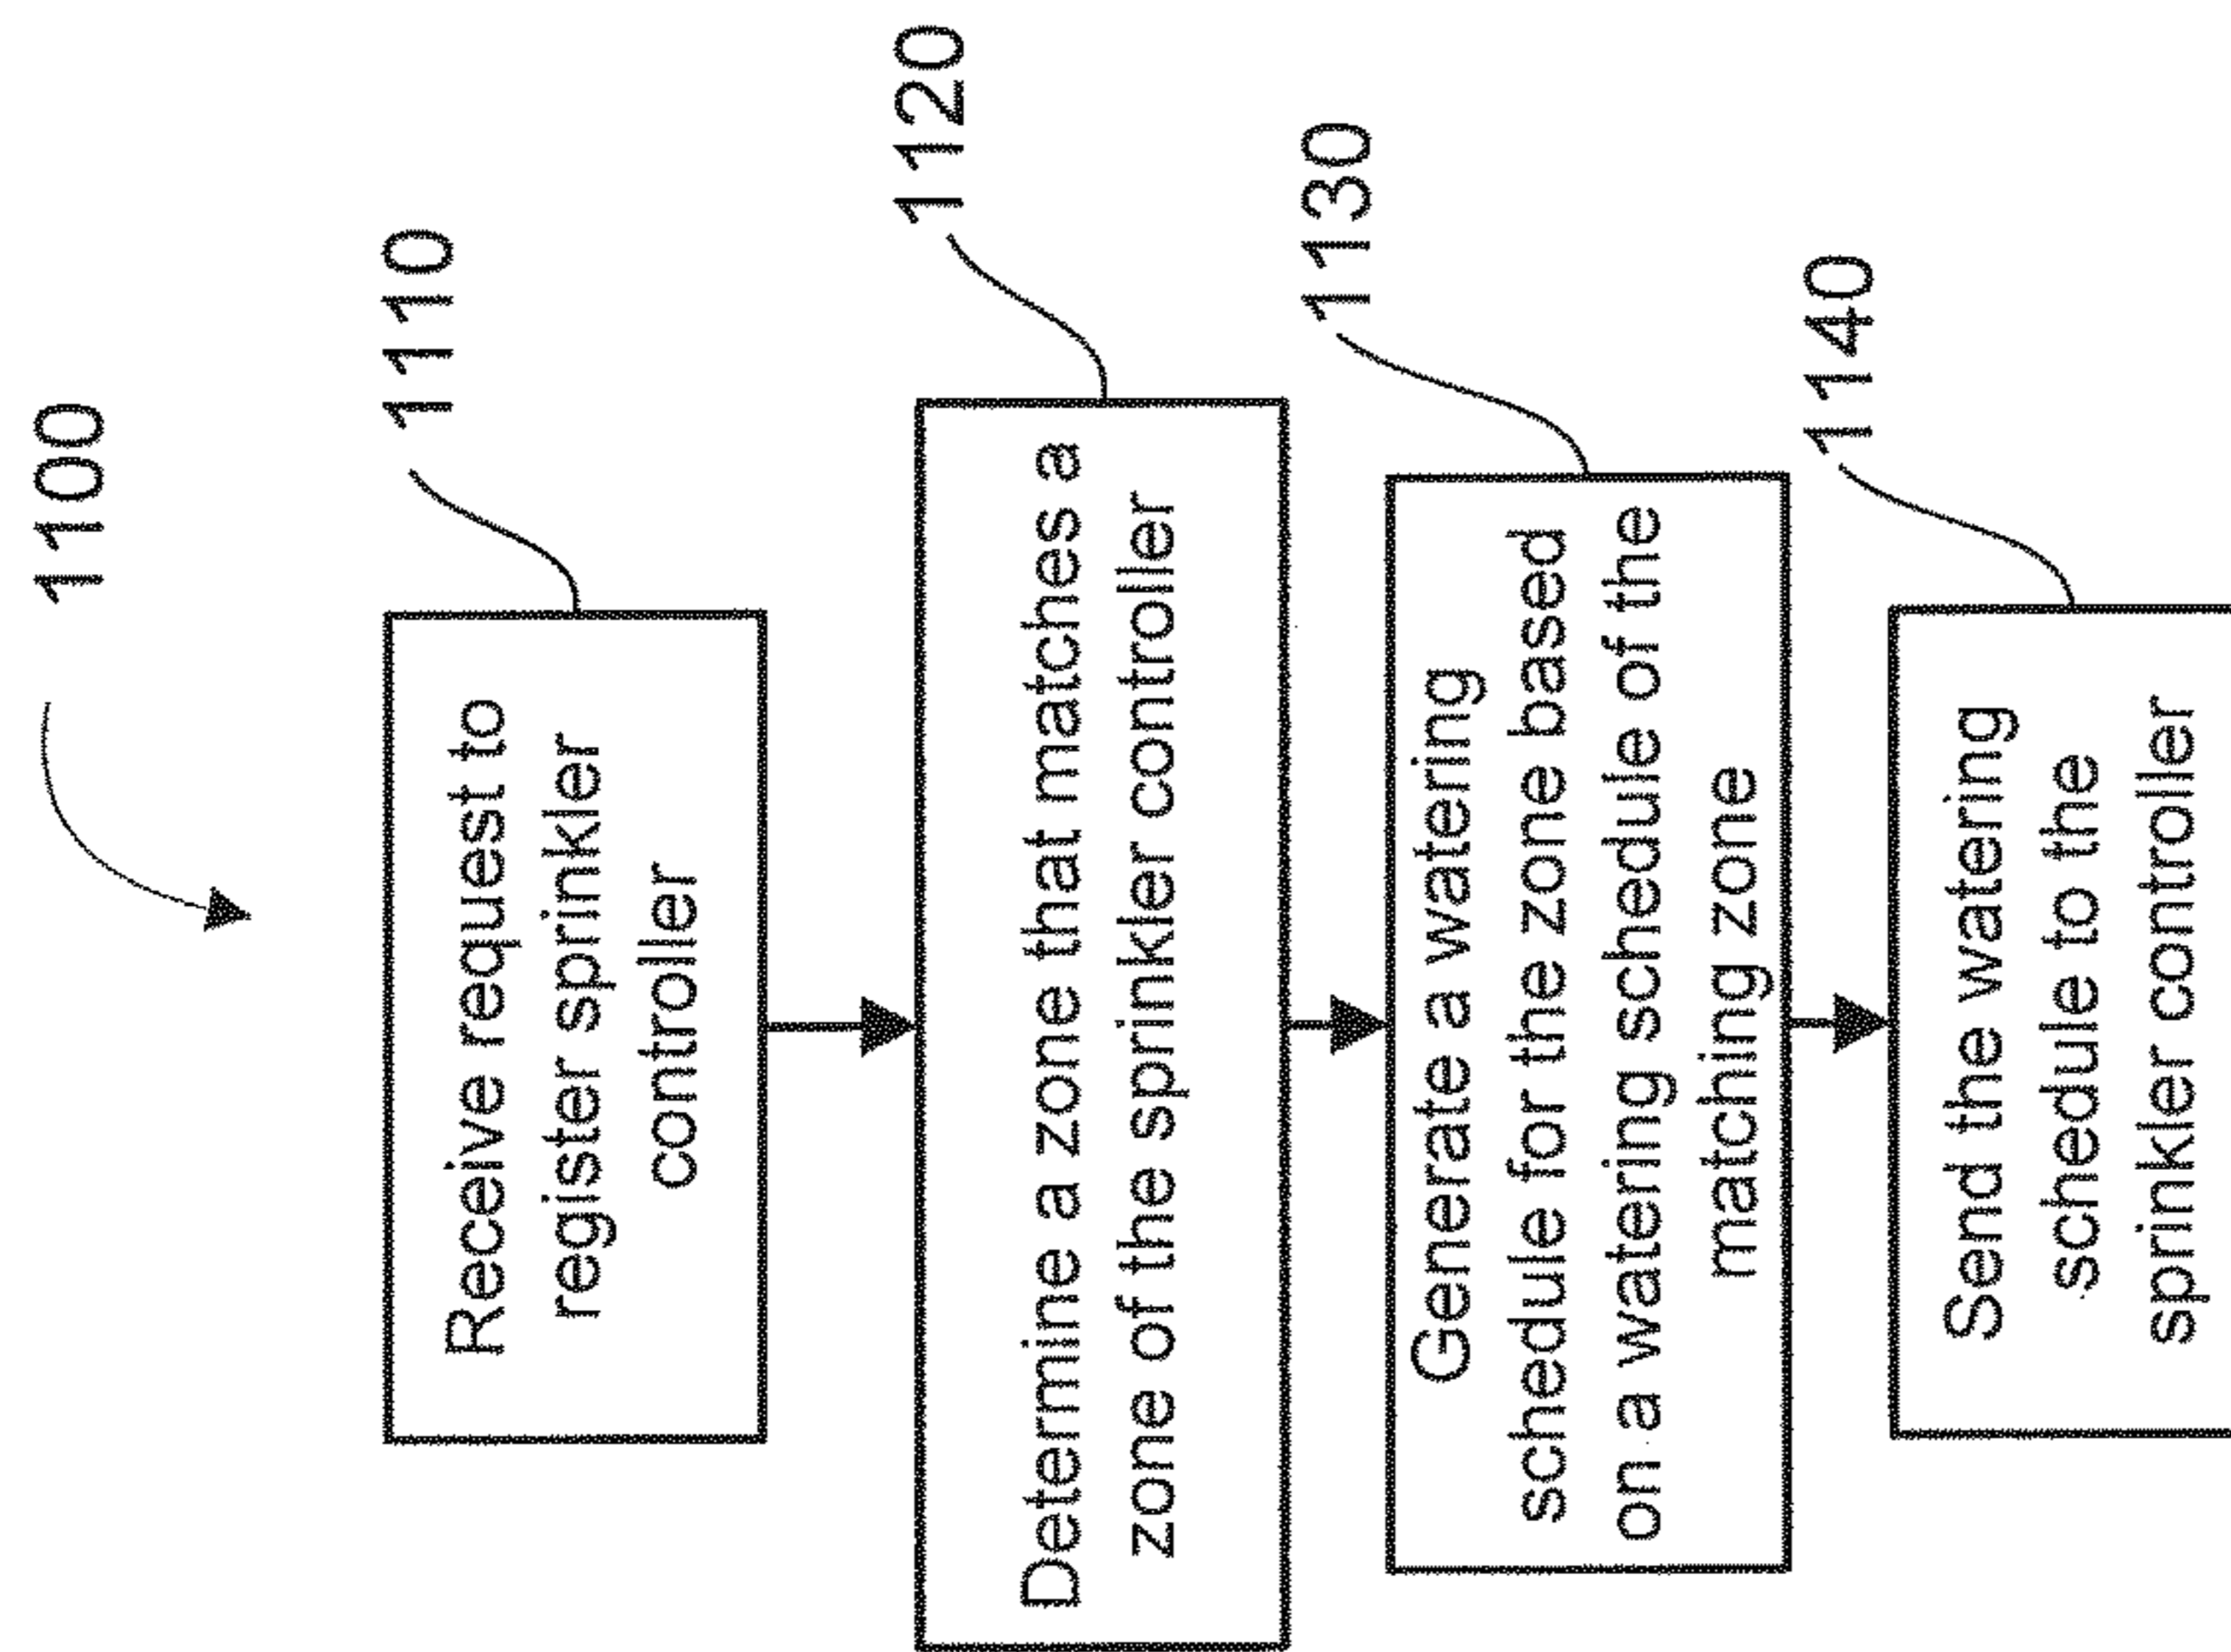 1100
1110
Receive request to
register sprinkler
controller
1120
Determine a zone that matches a
zone of the sprinkler controller
1130
Generate a watering
schedule for the zone based
on a watering schedule of the
matching zone
1140
Send the watering
schedule to the
sprinkler controller